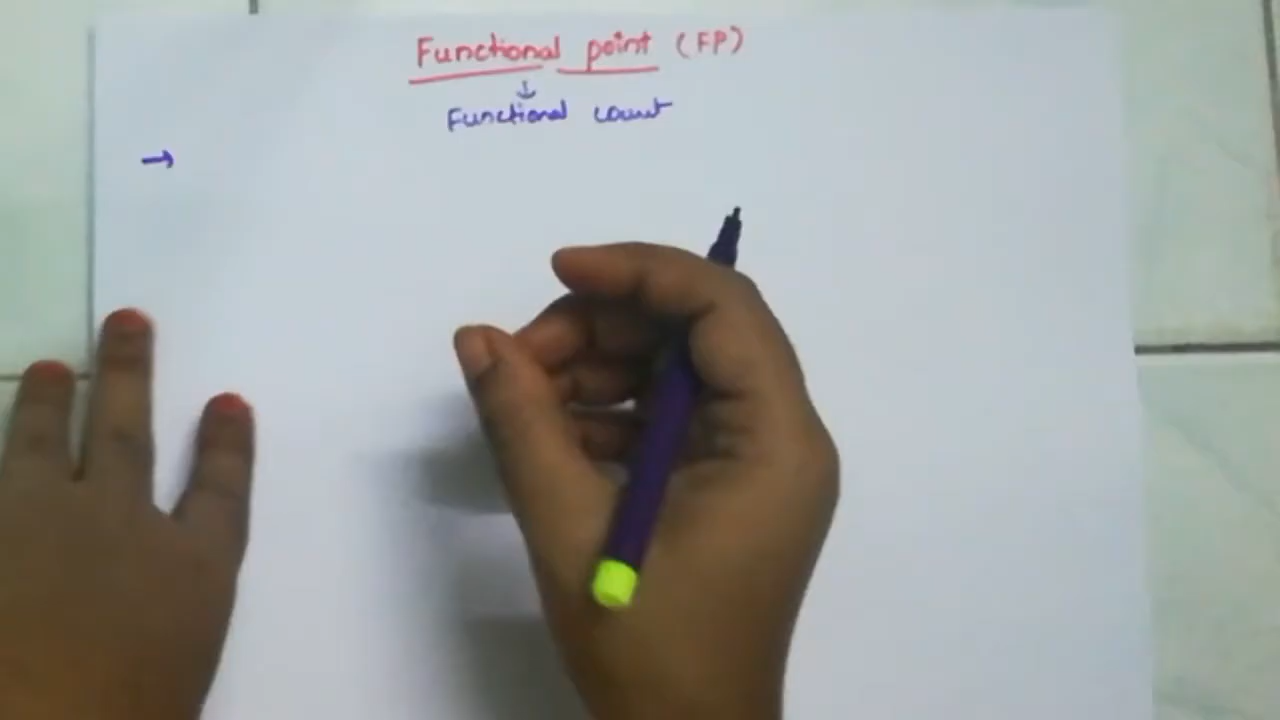 Functional point (FP)
↓
Functional count
→